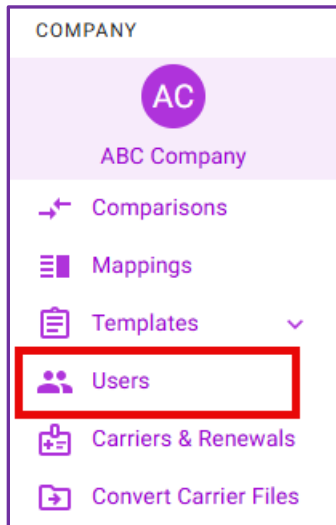 COMPANY
AC
ABC Company
Comparisons
Mappings
Templates
Users
Carriers & Renewals
Convert Carrier Files